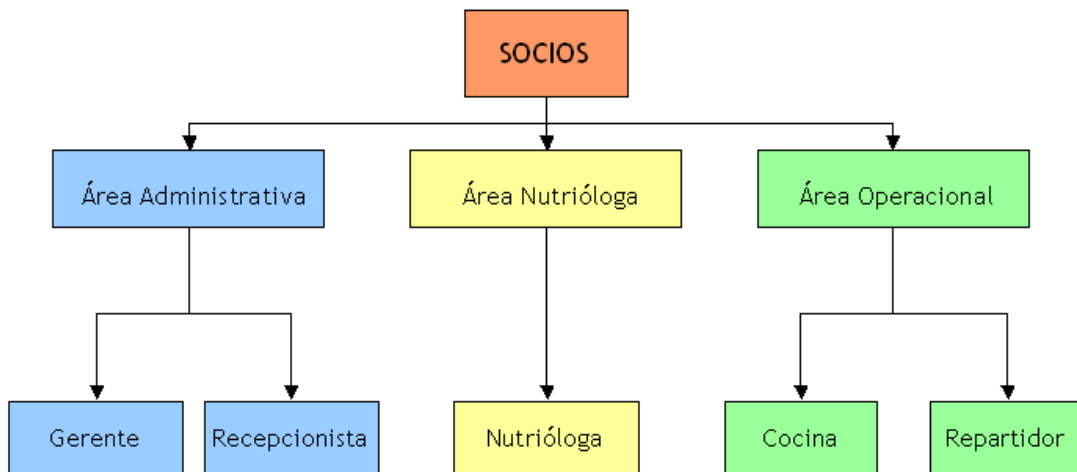 SOCIOS
Área Administrativa
Área Nutrióloga
Área Operacional
Gerente
Recepcionista
Nutrióloga
Cocina
Repartidor